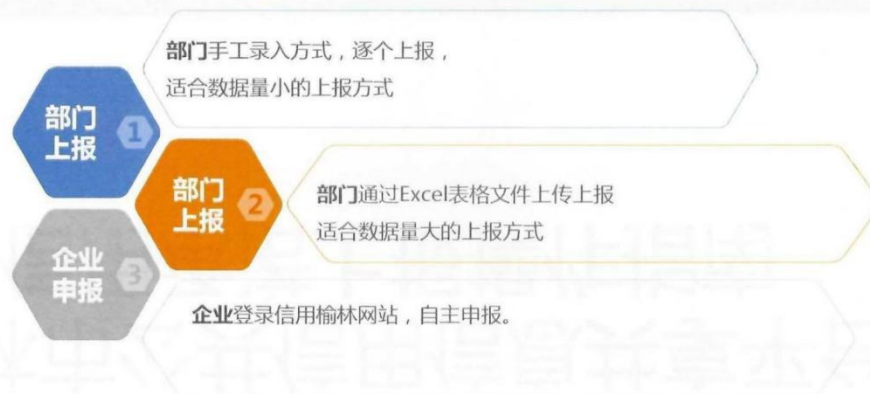 部门
上报
1
部门手工录入方式，逐个上报，
适合数据量小的上报方式
部门
上报
2
部门通过Excel表格文件上传上报
适合数据量大的上报方式
企业
申报
3
企业登录信用榆林网站，自主申报。